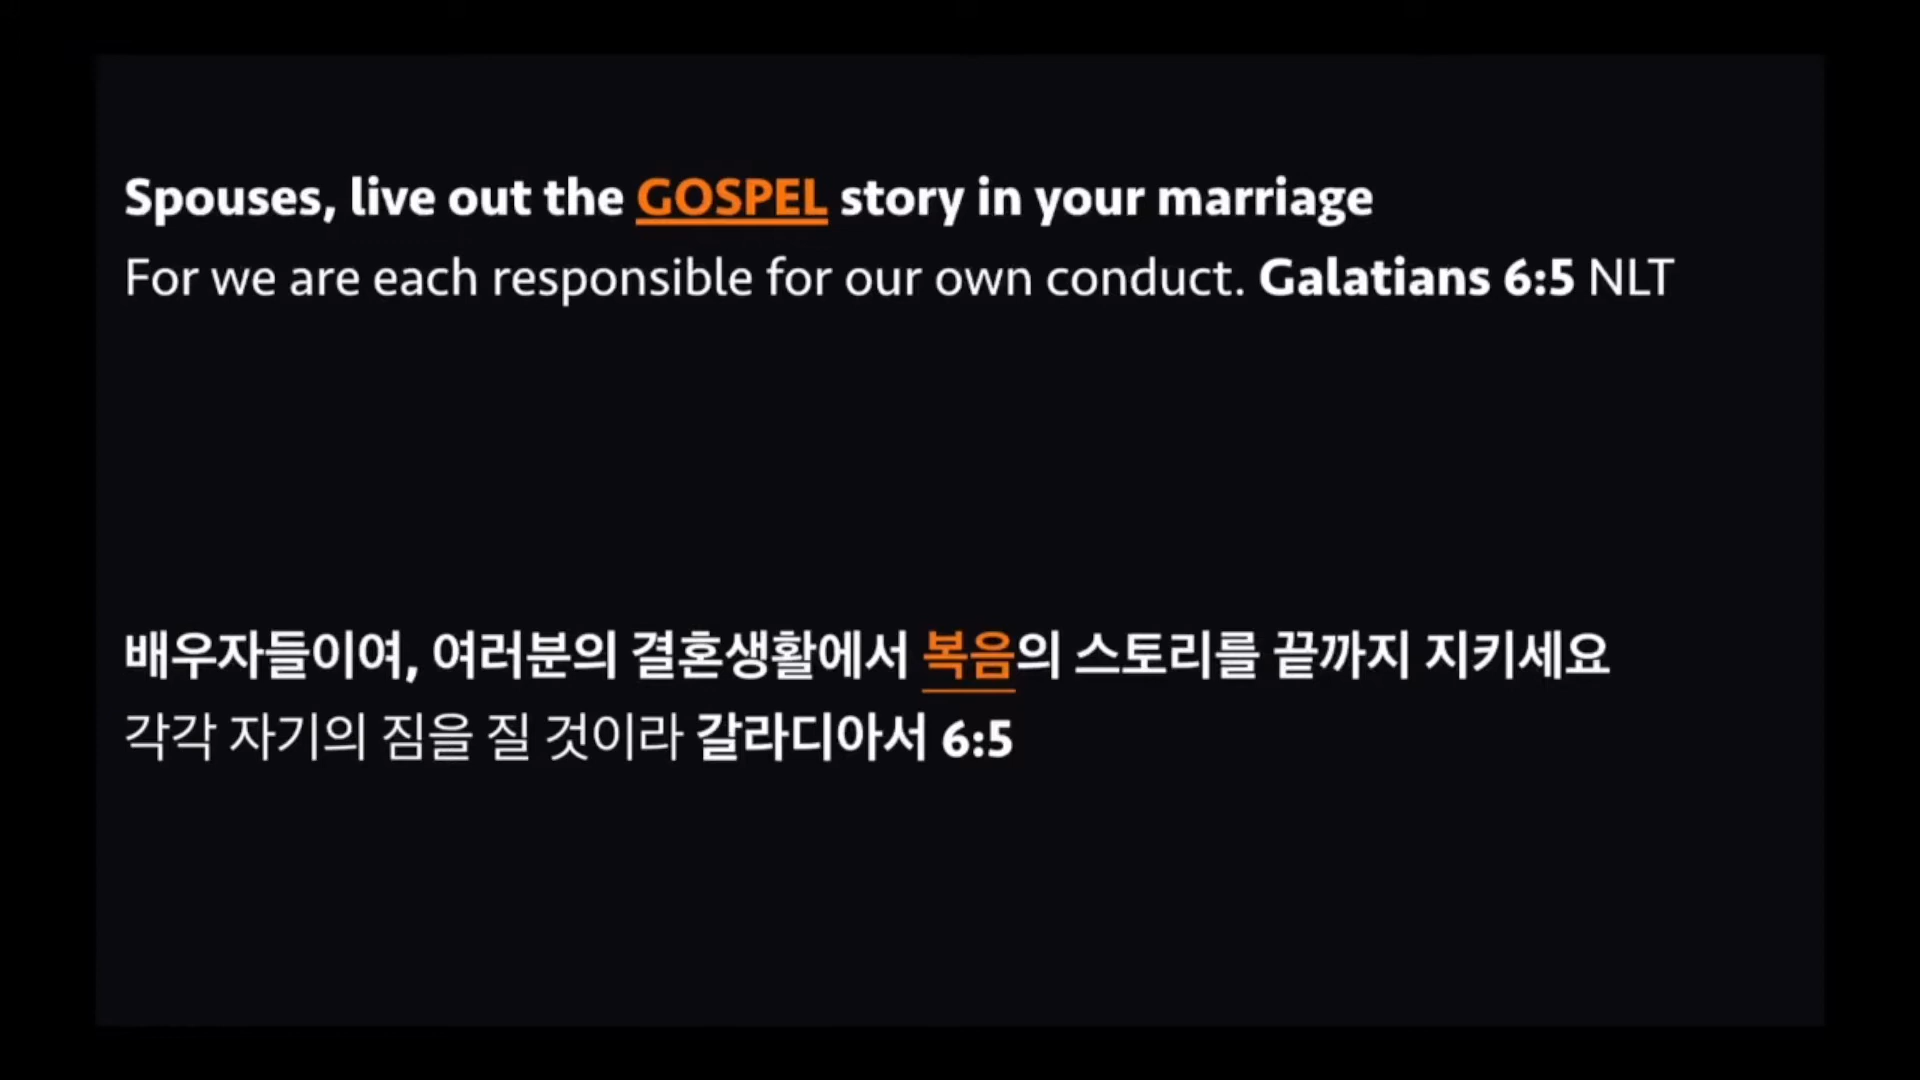 Spouses, live out the GOSPEL story in your marriage
For we are each responsible for our own conduct. Galatians 6:5 NLT
배우자들이여, 여러분의 결혼생활에서 복음의 스토리를 끝까지 지키세요
각각 자기의 짐을 질 것이라 갈라디아서 6:5